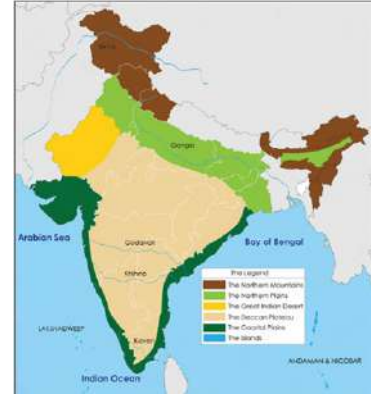 Ganga
Arabian Sea
Godavari
Bay of Bengal
Krishna
The Legend
The Northern Mountains
The Northern Plains
The Great Indian Desert
The Deccan Plateau
The Coastal Plains
The Islands
LAKSHADWEEP
Kaveri
ANDAMAN & NICOBAR
Indian Ocean